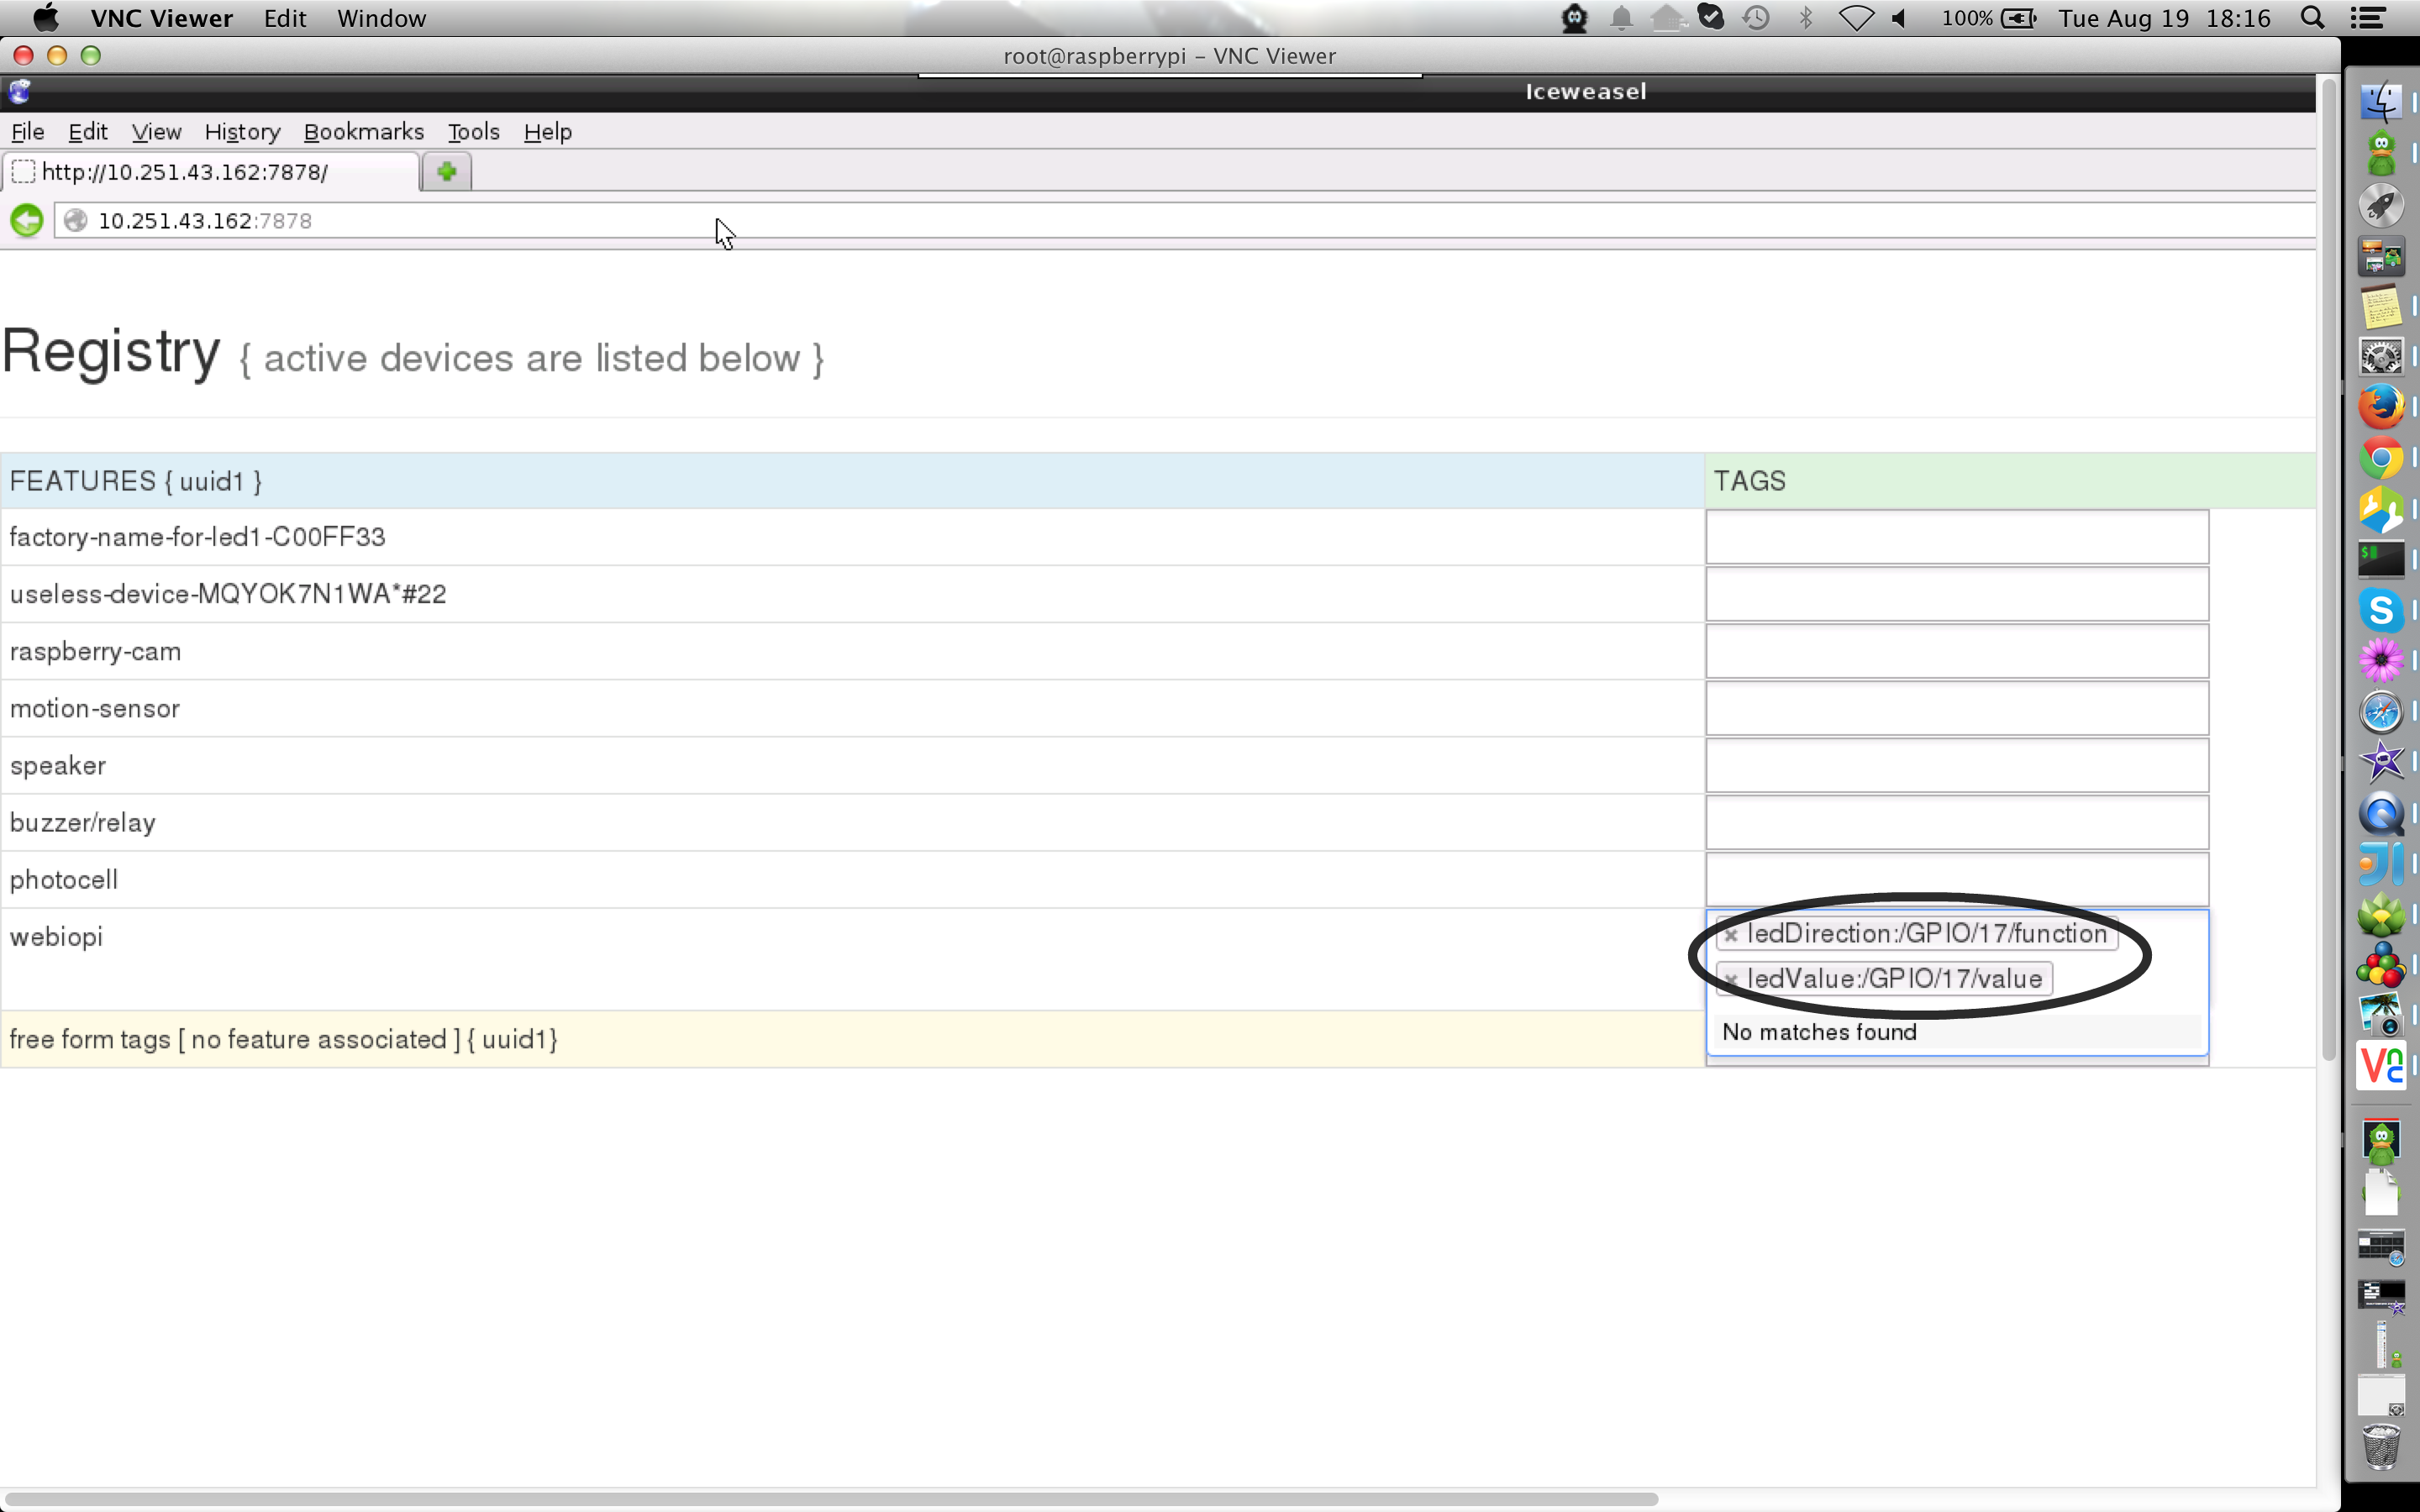 VNC Viewer Edit Window 100% Tue Aug 19 18:16
root@raspberrypi – VNC Viewer
Iceweasel
File Edit View History Bookmarks Tools Help
http://10.251.43.162:7878/
10.251.43.162:7878
Registry { active devices are listed below }
FEATURES { uuid1 } TAGS
factory-name-for-led1-C00FF33
useless-device-MQYOK7N1WA*#22
raspberry-cam
motion-sensor
speaker
buzzer/relay
photocell
webiopi ledDirection:/GPIO/17/function
ledValue:/GPIO/17/value
No matches found
free form tags [ no feature associated ] { uuid1}